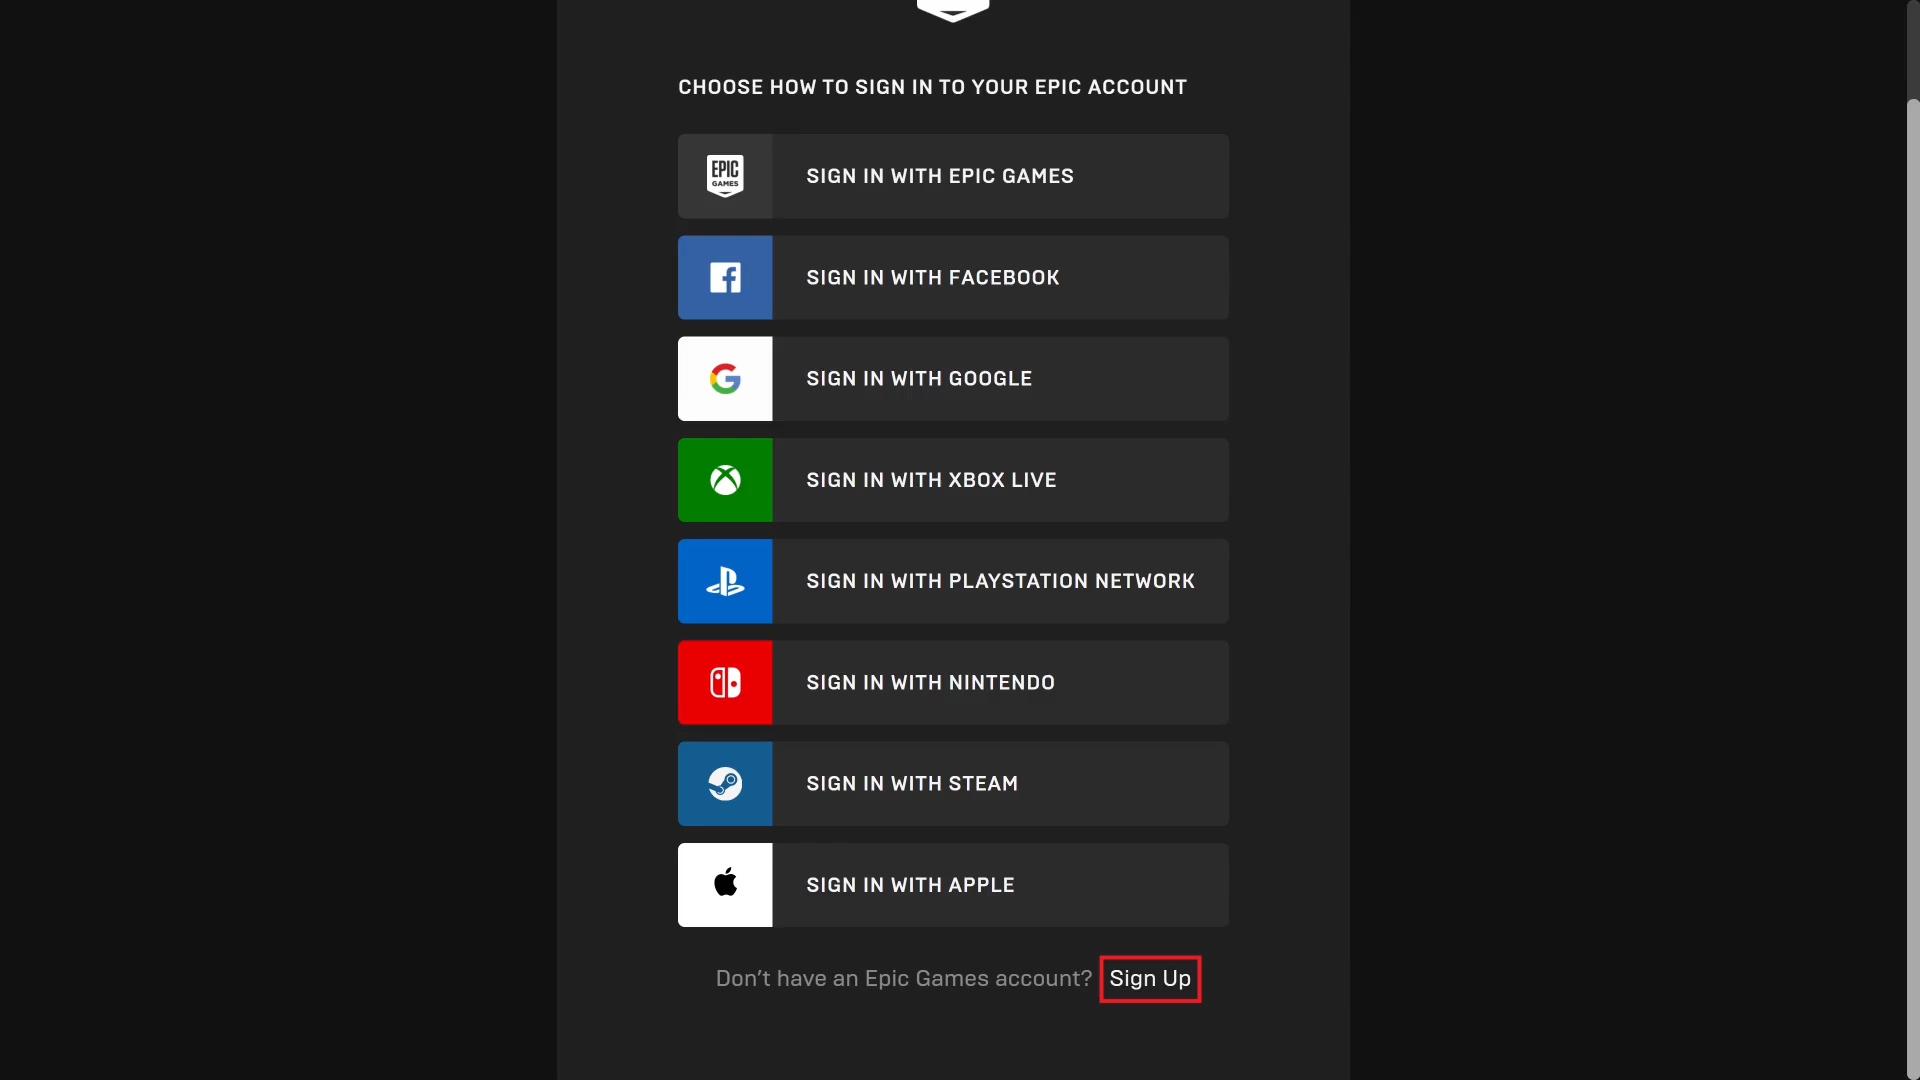 CHOOSE HOW TO SIGN IN TO YOUR EPIC ACCOUNT
EPIC
GAMES
SIGN IN WITH EPIC GAMES
SIGN IN WITH FACEBOOK
SIGN IN WITH GOOGLE
SIGN IN WITH XBOX LIVE
SIGN IN WITH PLAYSTATION NETWORK
SIGN IN WITH NINTENDO
SIGN IN WITH STEAM
SIGN IN WITH APPLE
Don’t have an Epic Games account? Sign Up